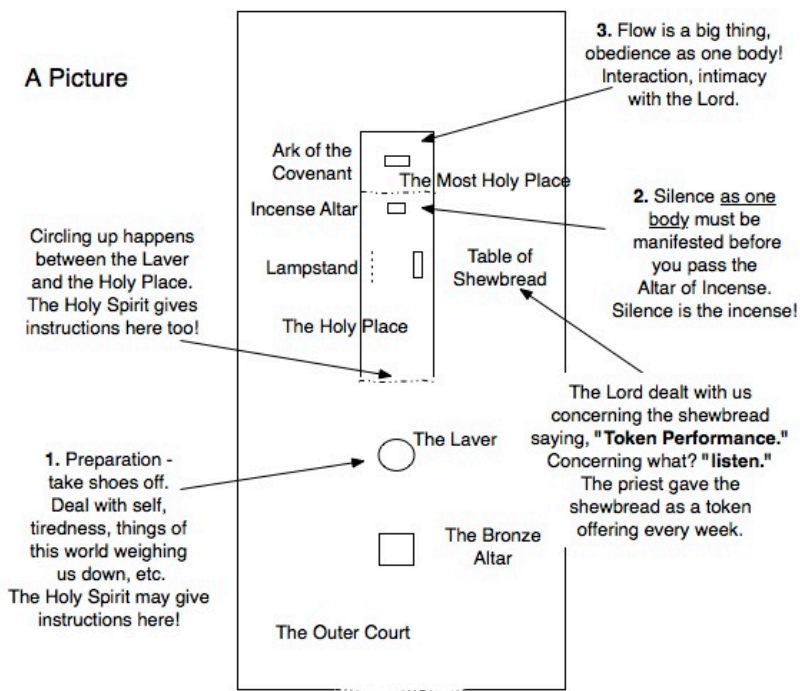 A Picture
3. Flow is a big thing,
obedience as one body!
Interaction, intimacy
with the Lord.
Ark of the
Covenant
The Most Holy Place
Incense Altar
2. Silence as one
body must be
manifested before
you pass the
Altar of Incense.
Silence is the incense!
Circling up happens
between the Laver
and the Holy Place.
The Holy Spirit gives
instructions here too!
Lampstand
Table of
Shewbread
The Holy Place
The Lord dealt with us
concerning the shewbread
saying, "Token Performance."
Concerning what? "listen."
The priest gave the
shewbread as a token
offering every week.
The Laver
1. Preparation -
take shoes off.
Deal with self,
tiredness, things of
this world weighing
us down, etc.
The Holy Spirit may give
instructions here!
The Bronze
Altar
The Outer Court